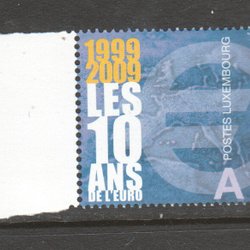 1999
2009
LES
10
ANS
DE L'EURO
POSTES LUXEMBOURG
A